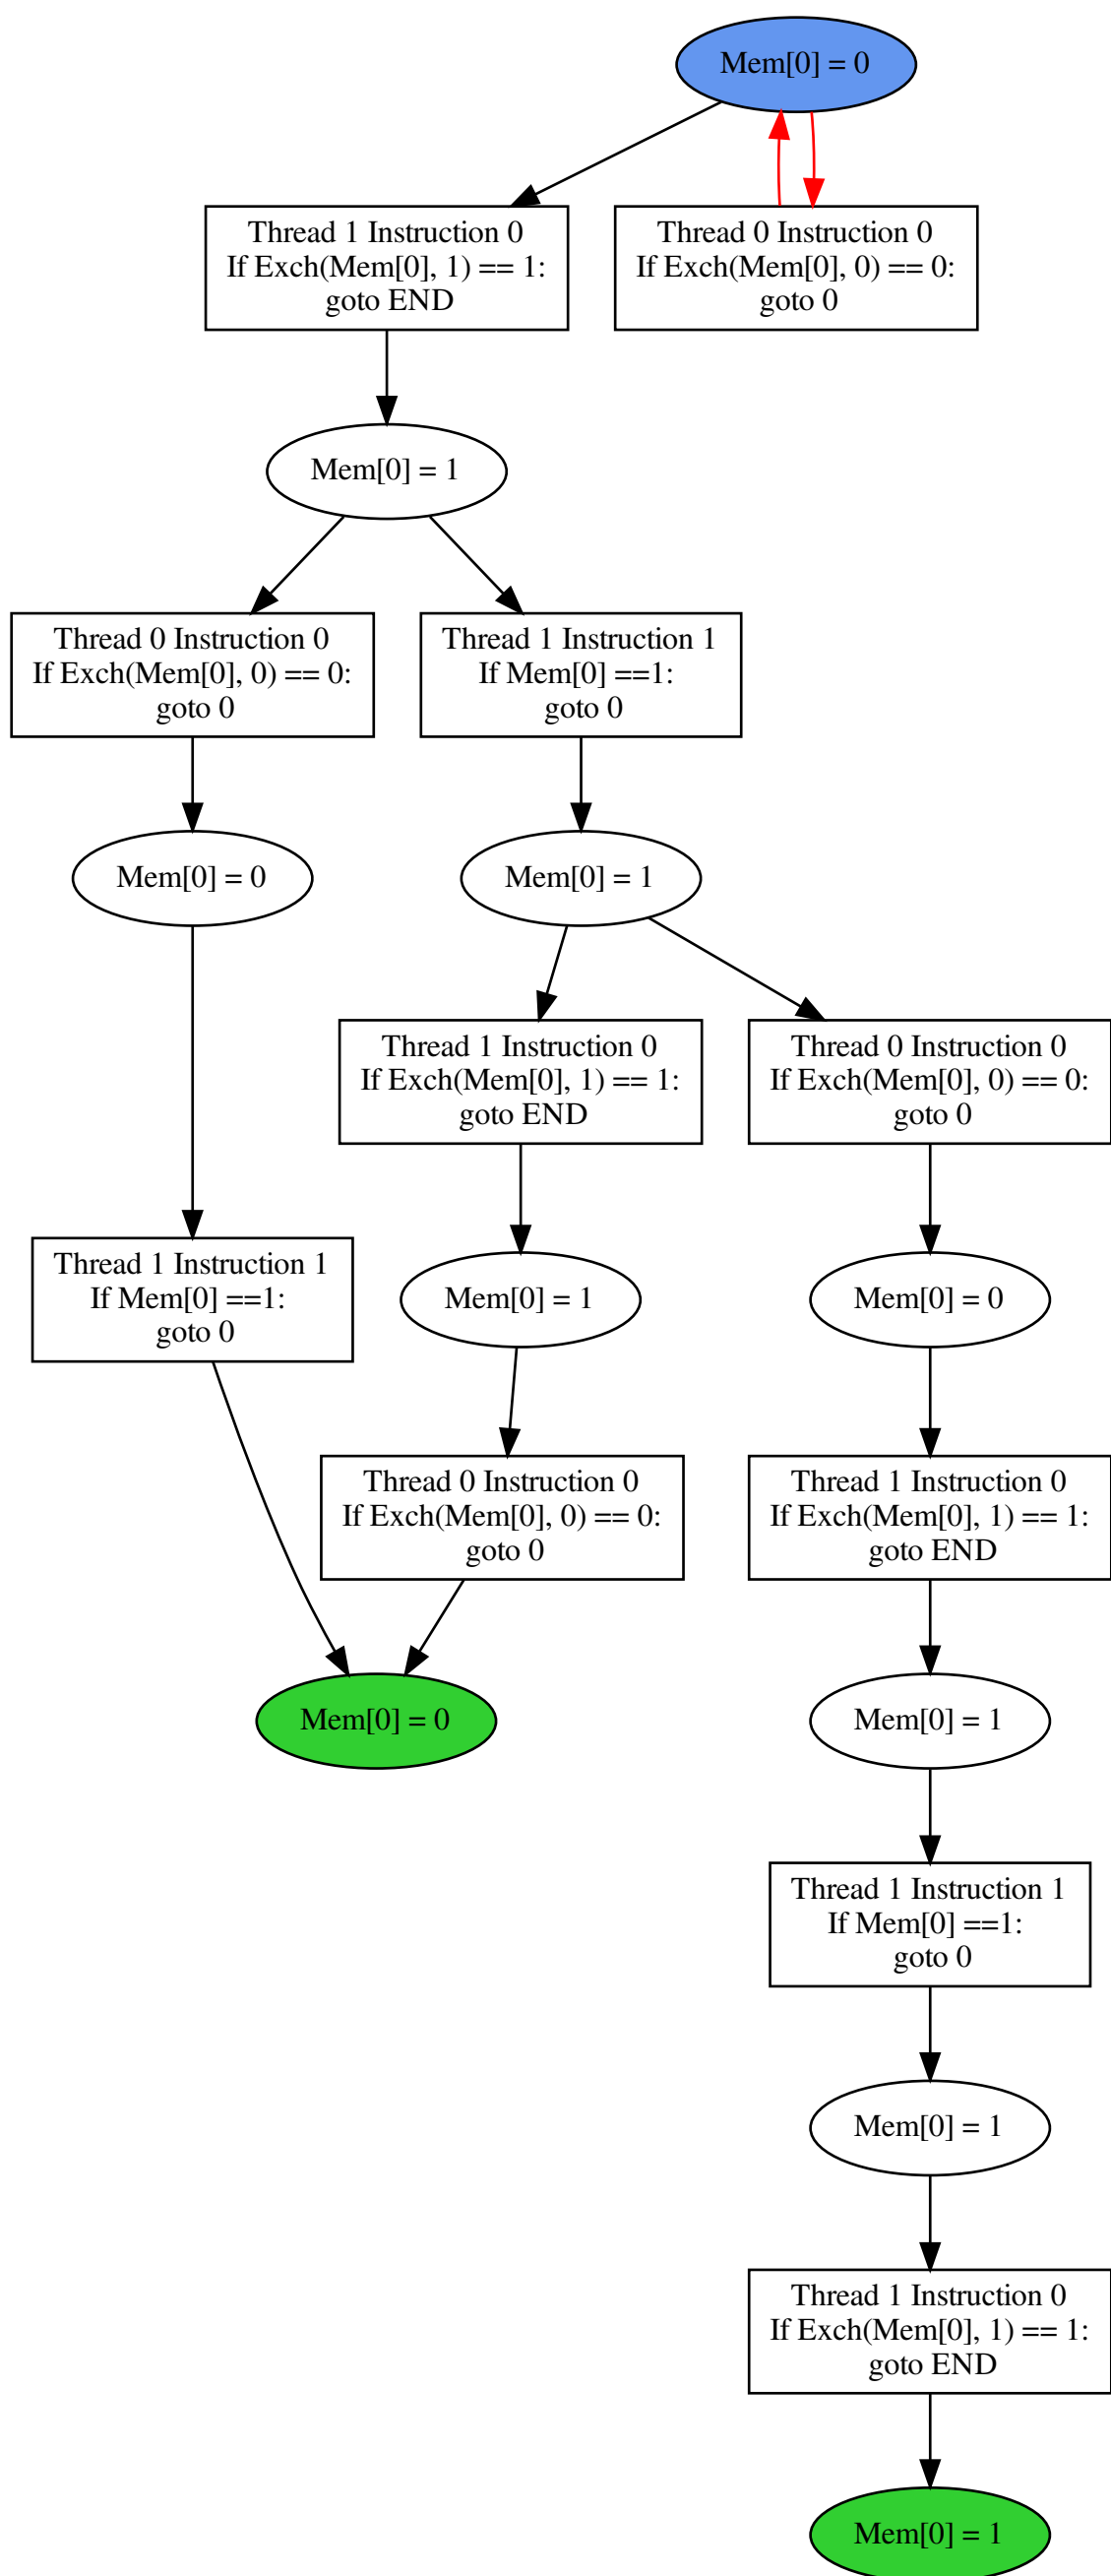 Mem[0] = 0
Thread 1 Instruction 0
If Exch(Mem[0], 1) == 1:
goto END
Thread 0 Instruction 0
If Exch(Mem[0], 0) == 0:
goto 0
Mem[0] = 1
Thread 0 Instruction 0
If Exch(Mem[0], 0) == 0:
goto 0
Thread 1 Instruction 1
If Mem[0] ==1:
goto 0
Mem[0] = 0
Mem[0] = 1
Thread 1 Instruction 0
If Exch(Mem[0], 1) == 1:
goto END
Thread 0 Instruction 0
If Exch(Mem[0], 0) == 0:
goto 0
Thread 1 Instruction 1
If Mem[0] ==1:
goto 0
Mem[0] = 1
Mem[0] = 0
Thread 0 Instruction 0
If Exch(Mem[0], 0) == 0:
goto 0
Thread 1 Instruction 0
If Exch(Mem[0], 1) == 1:
goto END
Mem[0] = 0
Mem[0] = 1
Thread 1 Instruction 1
If Mem[0] ==1:
goto 0
Mem[0] = 1
Thread 1 Instruction 0
If Exch(Mem[0], 1) == 1:
goto END
Mem[0] = 1